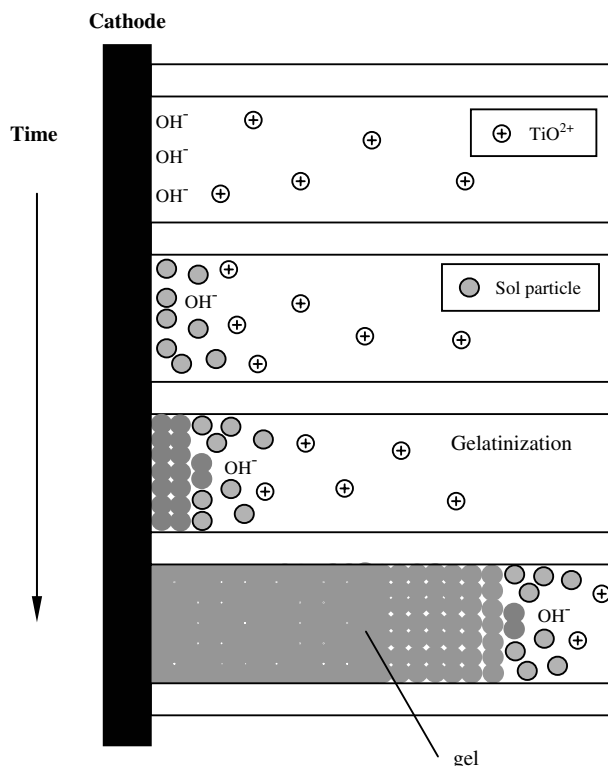 Cathode
Time
OH⁻
OH⁻
OH⁻
TiO²⁺
OH⁻
Sol particle
Gelatinization
OH⁻
OH⁻
gel